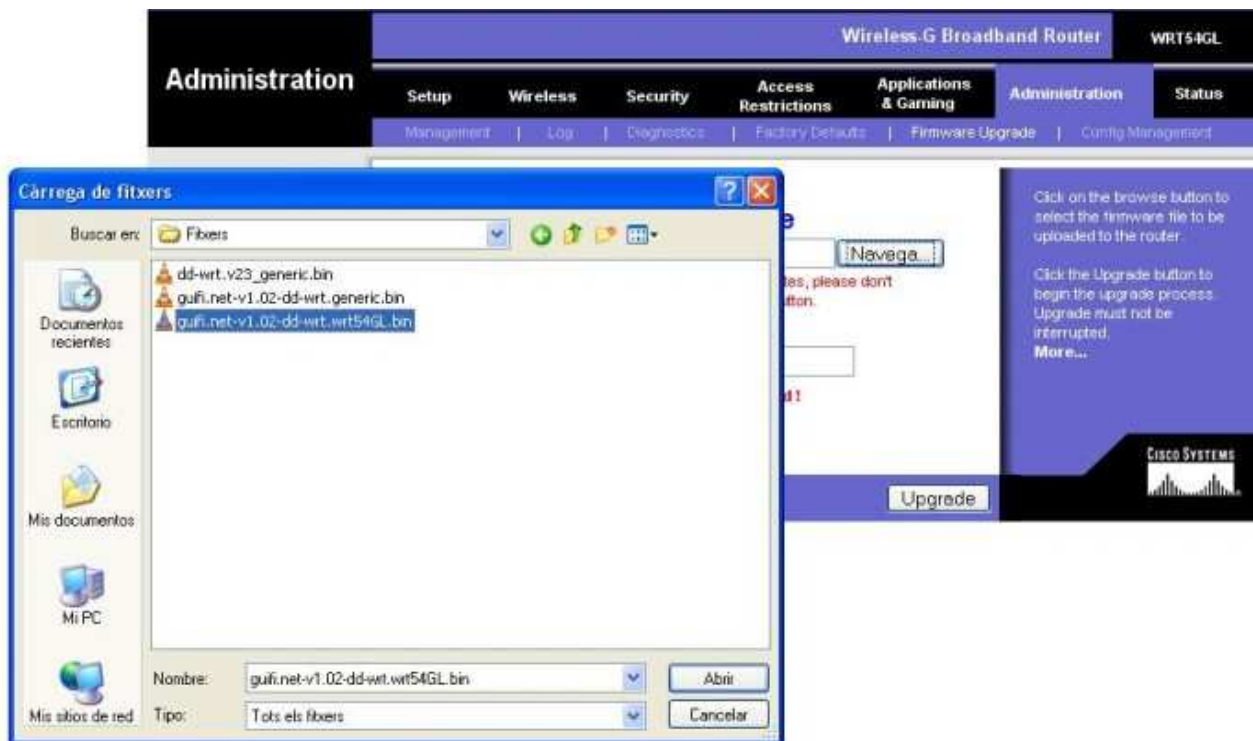 Wireless-G Broadband Router WRT54GL
Administration
Setup Wireless Security Access Restrictions Applications & Gaming Administration Status
Management | Log | Diagnostics | Factory Defaults | Firmware Upgrade | Config Management
Càrrega de fitxers
Buscar en: Fitxers
dd-wrt.v23_generic.bin
guifi.net-v1.02-dd-wrt.generic.bin
guifi.net-v1.02-dd-wrt.wrt54GL.bin
Documentos
recientes
Escritorio
Mis documentos
Mi PC
Mis sitios de red
Nombre: guifi.net-v1.02-dd-wrt.wrt54GL.bin
Abrir
Tipo: Tots els fitxers
Cancelar
e
Navega...
please don't
d!
Upgrade
Click on the browse button to
select the firmware file to be
uploaded to the router.
Click the Upgrade button to
begin the upgrade process.
Upgrade must not be
interrupted.
More...
CISCO SYSTEMS